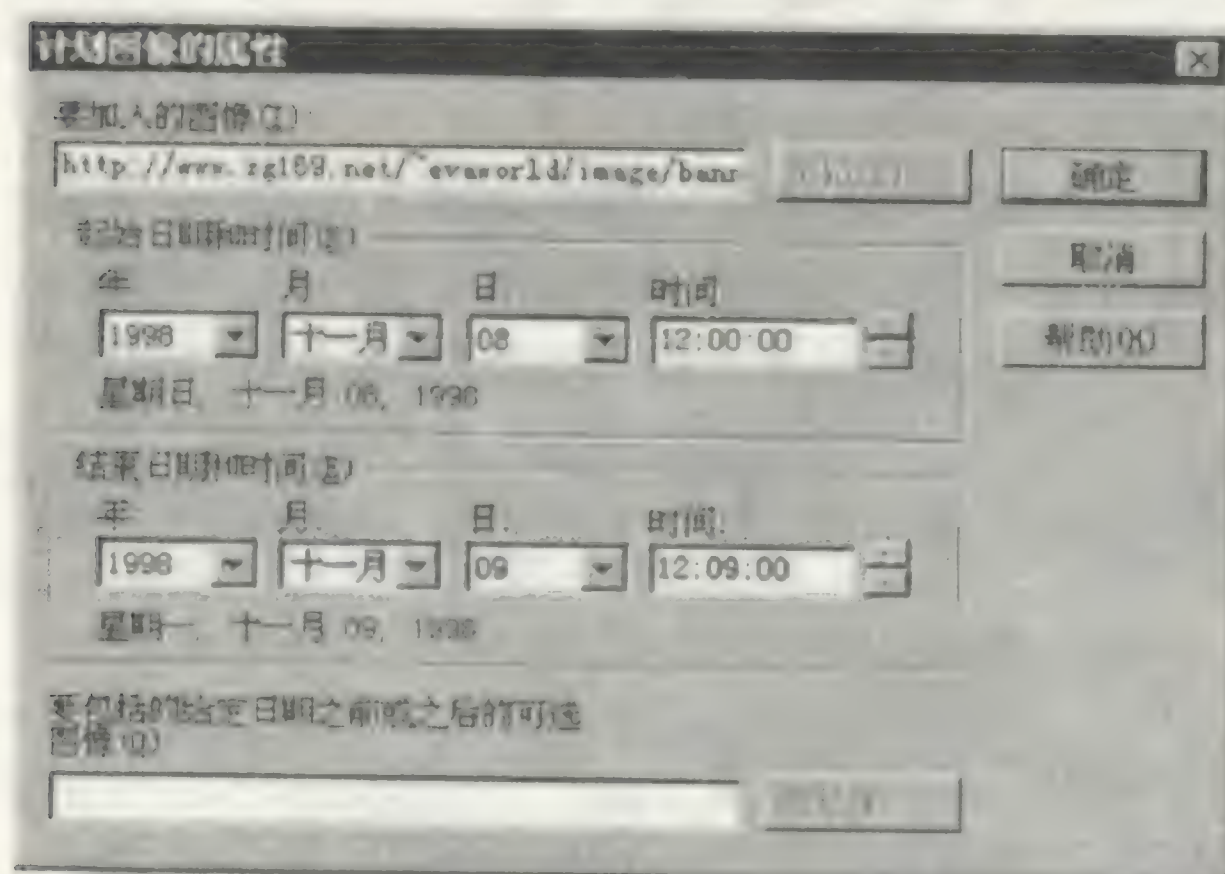 计划图像的属性
要加入的图像(I)
http://www.zg169.net/~evaworld/image/banr
确定
起始日期和时间(S)
取消
年 月 日 时间
1998 十一月 08 12:00:00
帮助(H)
星期日, 十一月 08, 1998
结束日期和时间(E)
年 月 日: 时间:
1998 十一月 09 12:09:00
星期一, 十一月 09, 1998
要包括的给定日期之前或之后的可选
图像(O)